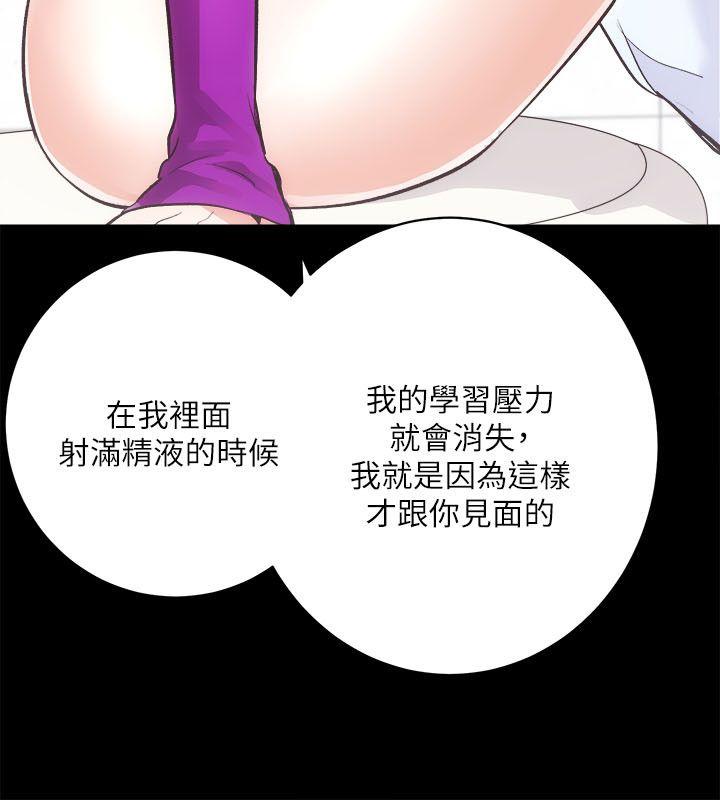 在我裡面
射滿精液的時候
我的學習壓力
就會消失，
我就是因為這樣
才跟你見面的